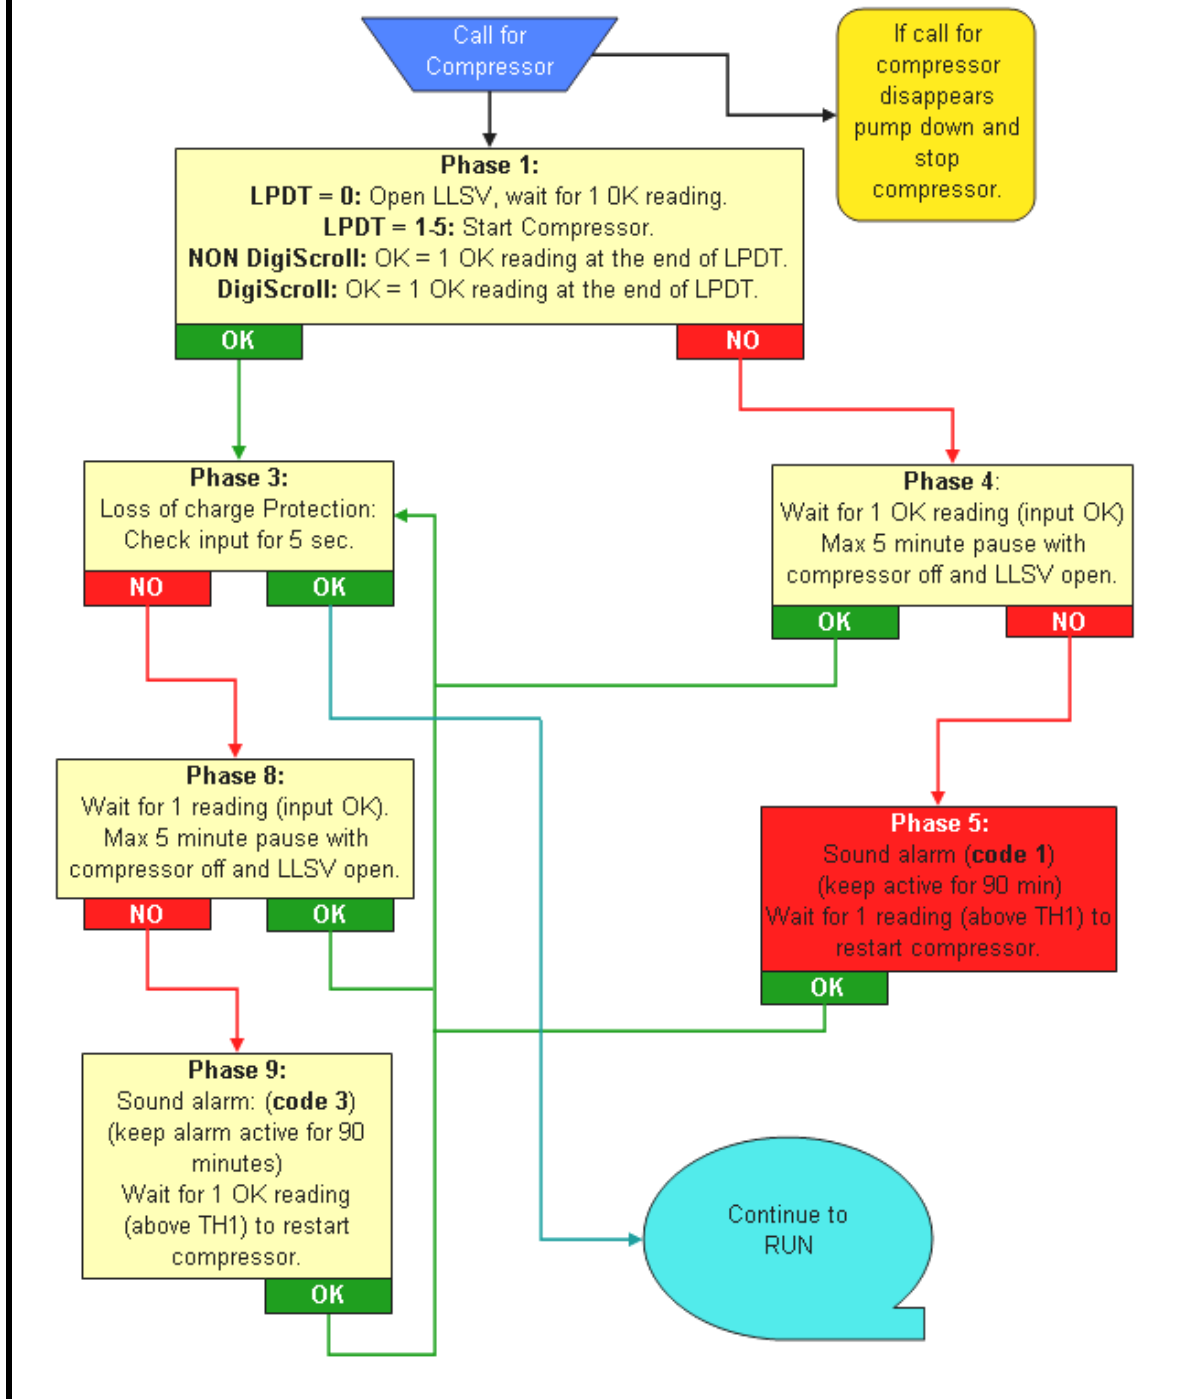 Call for
Compressor
If call for
compressor
disappears
pump down and
stop
compressor.
Phase 1:
LPDT = 0: Open LLSV, wait for 1 OK reading.
LPDT = 1-5: Start Compressor.
NON DigiScroll: OK = 1 OK reading at the end of LPDT.
DigiScroll: OK = 1 OK reading at the end of LPDT.
OK
NO
Phase 3:
Loss of charge Protection:
Check input for 5 sec.
NO
OK
Phase 4:
Wait for 1 OK reading (input OK)
Max 5 minute pause with
compressor off and LLSV open.
OK
NO
Phase 8:
Wait for 1 reading (input OK).
Max 5 minute pause with
compressor off and LLSV open.
NO
OK
Phase 5:
Sound alarm (code 1)
(keep active for 90 min)
Wait for 1 reading (above TH1) to
restart compressor.
OK
Phase 9:
Sound alarm: (code 3)
(keep alarm active for 90
minutes)
Wait for 1 OK reading
(above TH1) to restart
compressor.
OK
Continue to
RUN